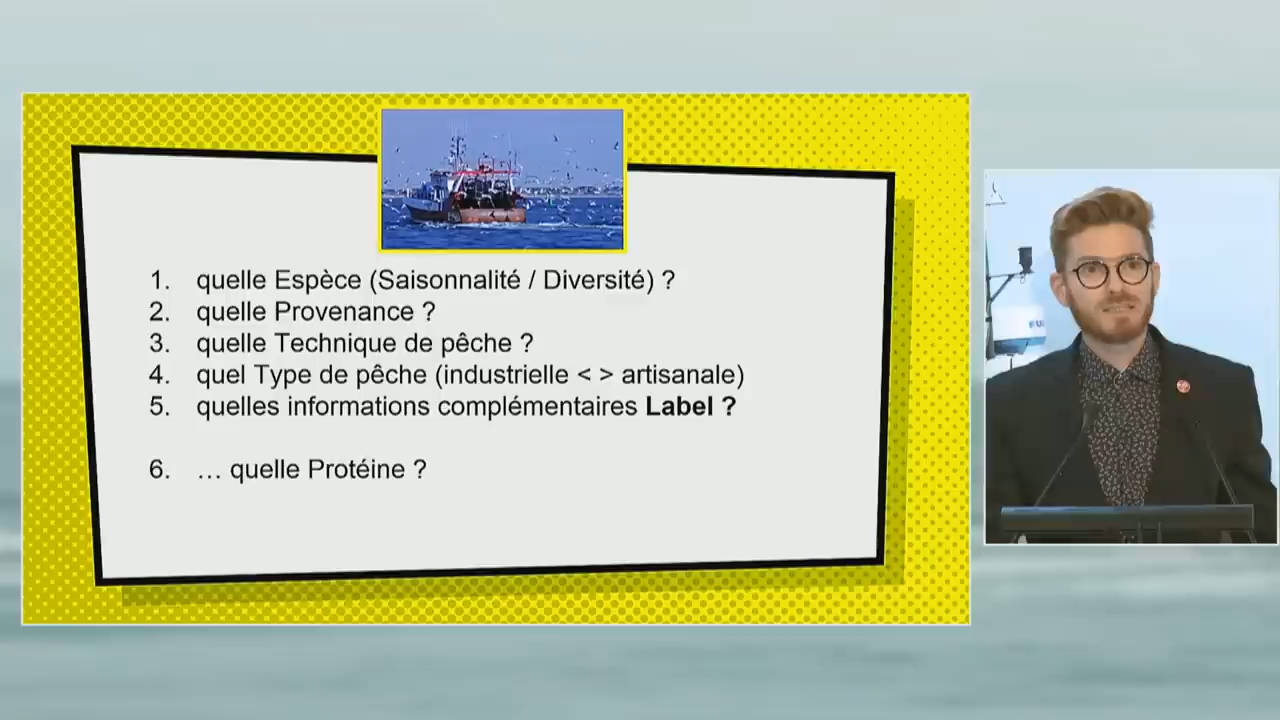 1. quelle Espèce (Saisonnalité / Diversité) ?
2. quelle Provenance ?
3. quelle Technique de pêche ?
4. quel Type de pêche (industrielle < > artisanale)
5. quelles informations complémentaires Label ?
6. … quelle Protéine ?